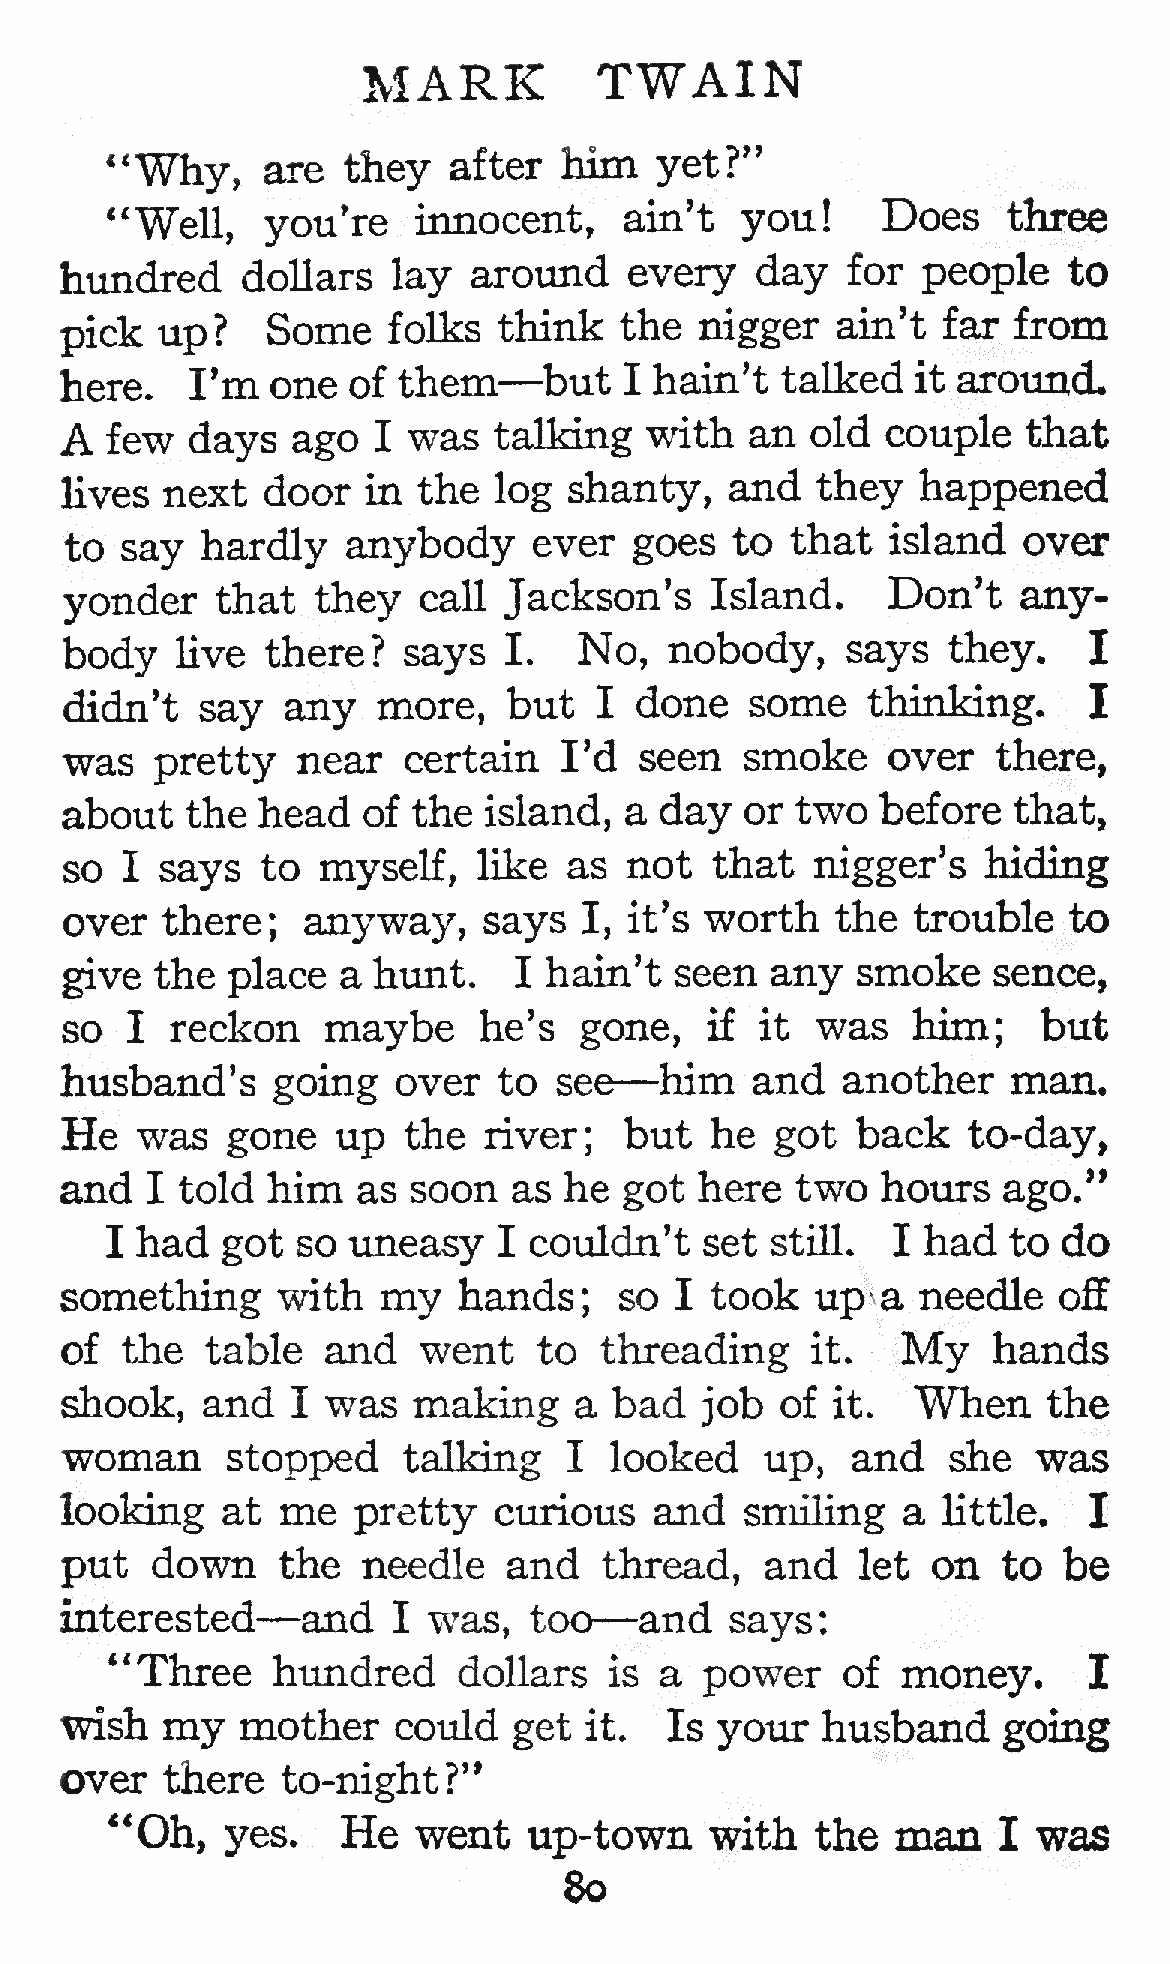 MARK TWAIN
“Why, are they after him yet?”
“Well, you’re innocent, ain’t you! Does three
hundred dollars lay around every day for people to
pick up? Some folks think the nigger ain’t far from
here. I’m one of them—but I hain’t talked it around.
A few days ago I was talking with an old couple that
lives next door in the log shanty, and they happened
to say hardly anybody ever goes to that island over
yonder that they call Jackson’s Island. Don’t any-
body live there? says I. No, nobody, says they. I
didn’t say any more, but I done some thinking. I
was pretty near certain I’d seen smoke over there,
about the head of the island, a day or two before that,
so I says to myself, like as not that nigger’s hiding
over there; anyway, says I, it’s worth the trouble to
give the place a hunt. I hain’t seen any smoke sence,
so I reckon maybe he’s gone, if it was him; but
husband’s going over to see—him and another man.
He was gone up the river; but he got back to-day,
and I told him as soon as he got here two hours ago.”
I had got so uneasy I couldn’t set still. I had to do
something with my hands; so I took up a needle off
of the table and went to threading it. My hands
shook, and I was making a bad job of it. When the
woman stopped talking I looked up, and she was
looking at me pretty curious and smiling a little. I
put down the needle and thread, and let on to be
interested—and I was, too—and says:
“Three hundred dollars is a power of money. I
wish my mother could get it. Is your husband going
over there to-night?”
“Oh, yes. He went up-town with the man I was
80